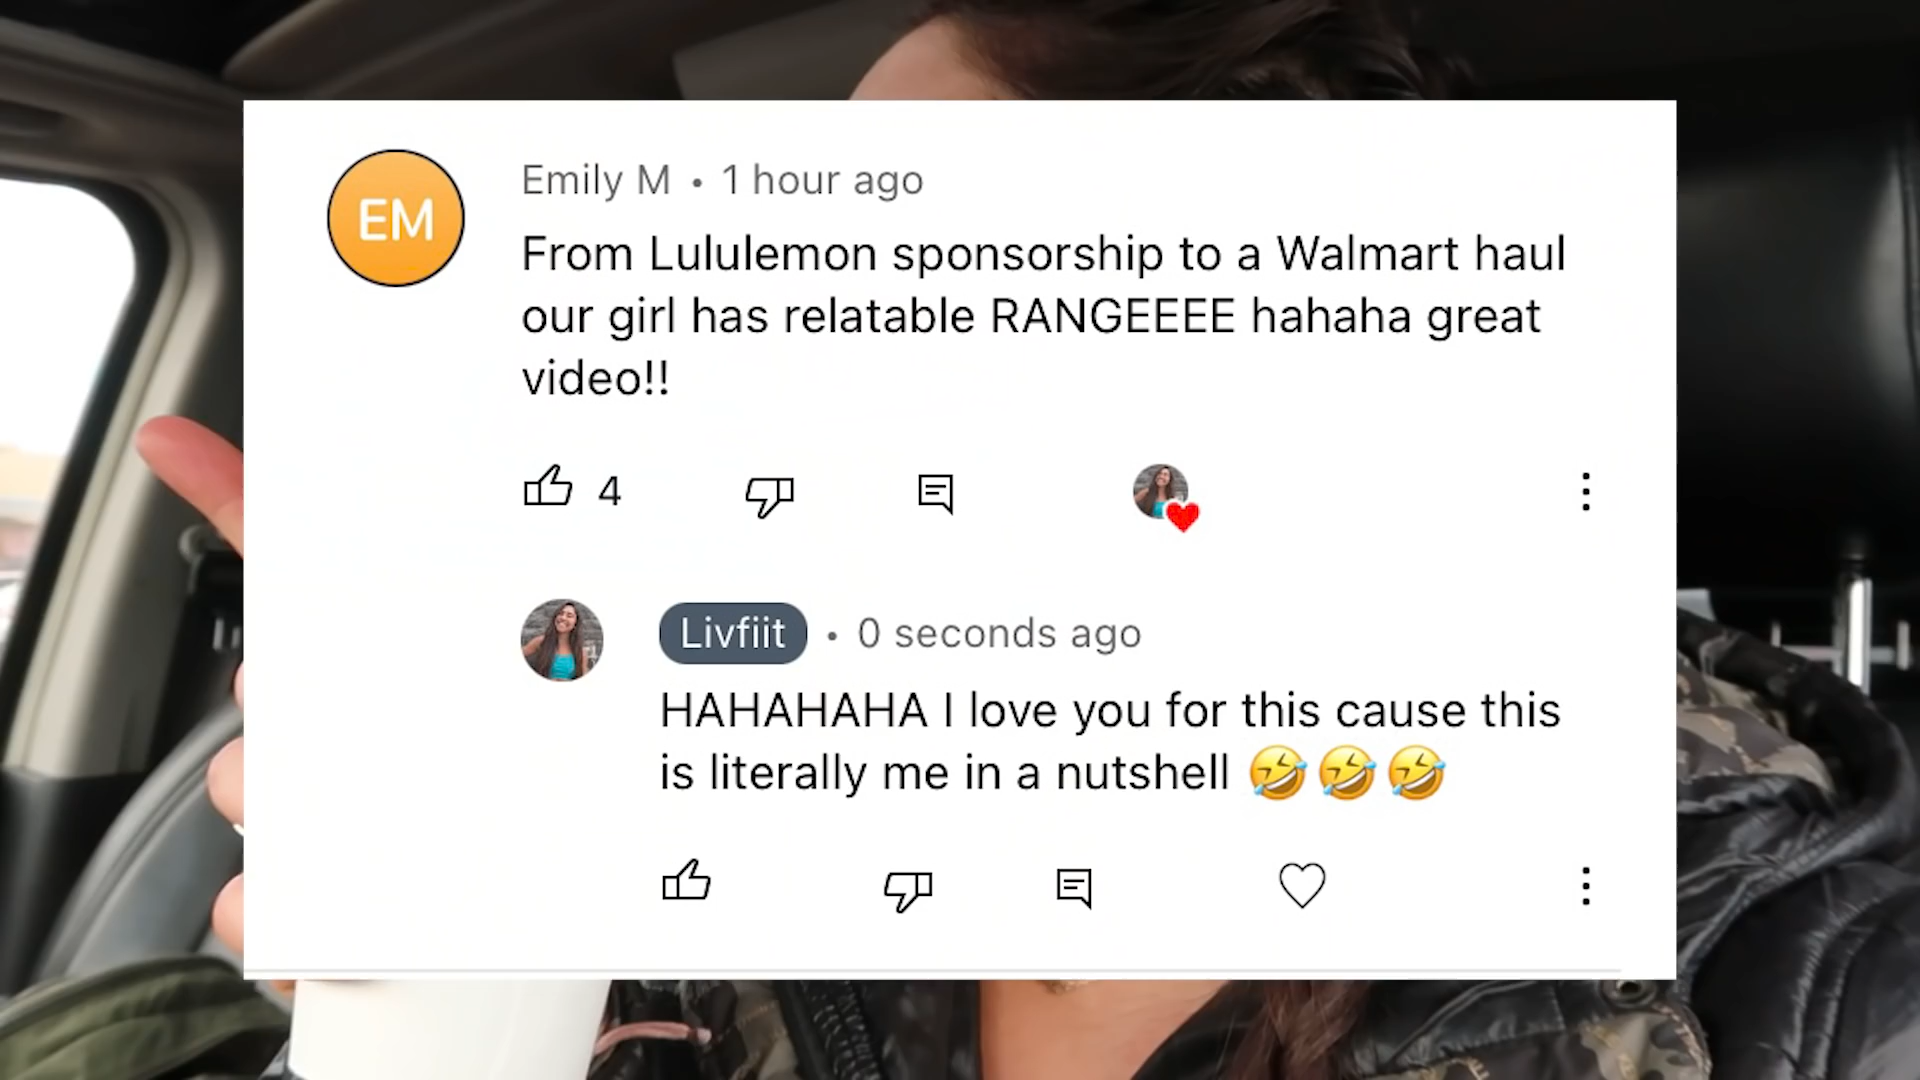 EM
Emily M • 1 hour ago
From Lululemon sponsorship to a Walmart haul
our girl has relatable RANGEEEE hahaha great
video!!
4
Livfiit • 0 seconds ago
HAHAHAHA I love you for this cause this
is literally me in a nutshell 🤣🤣🤣